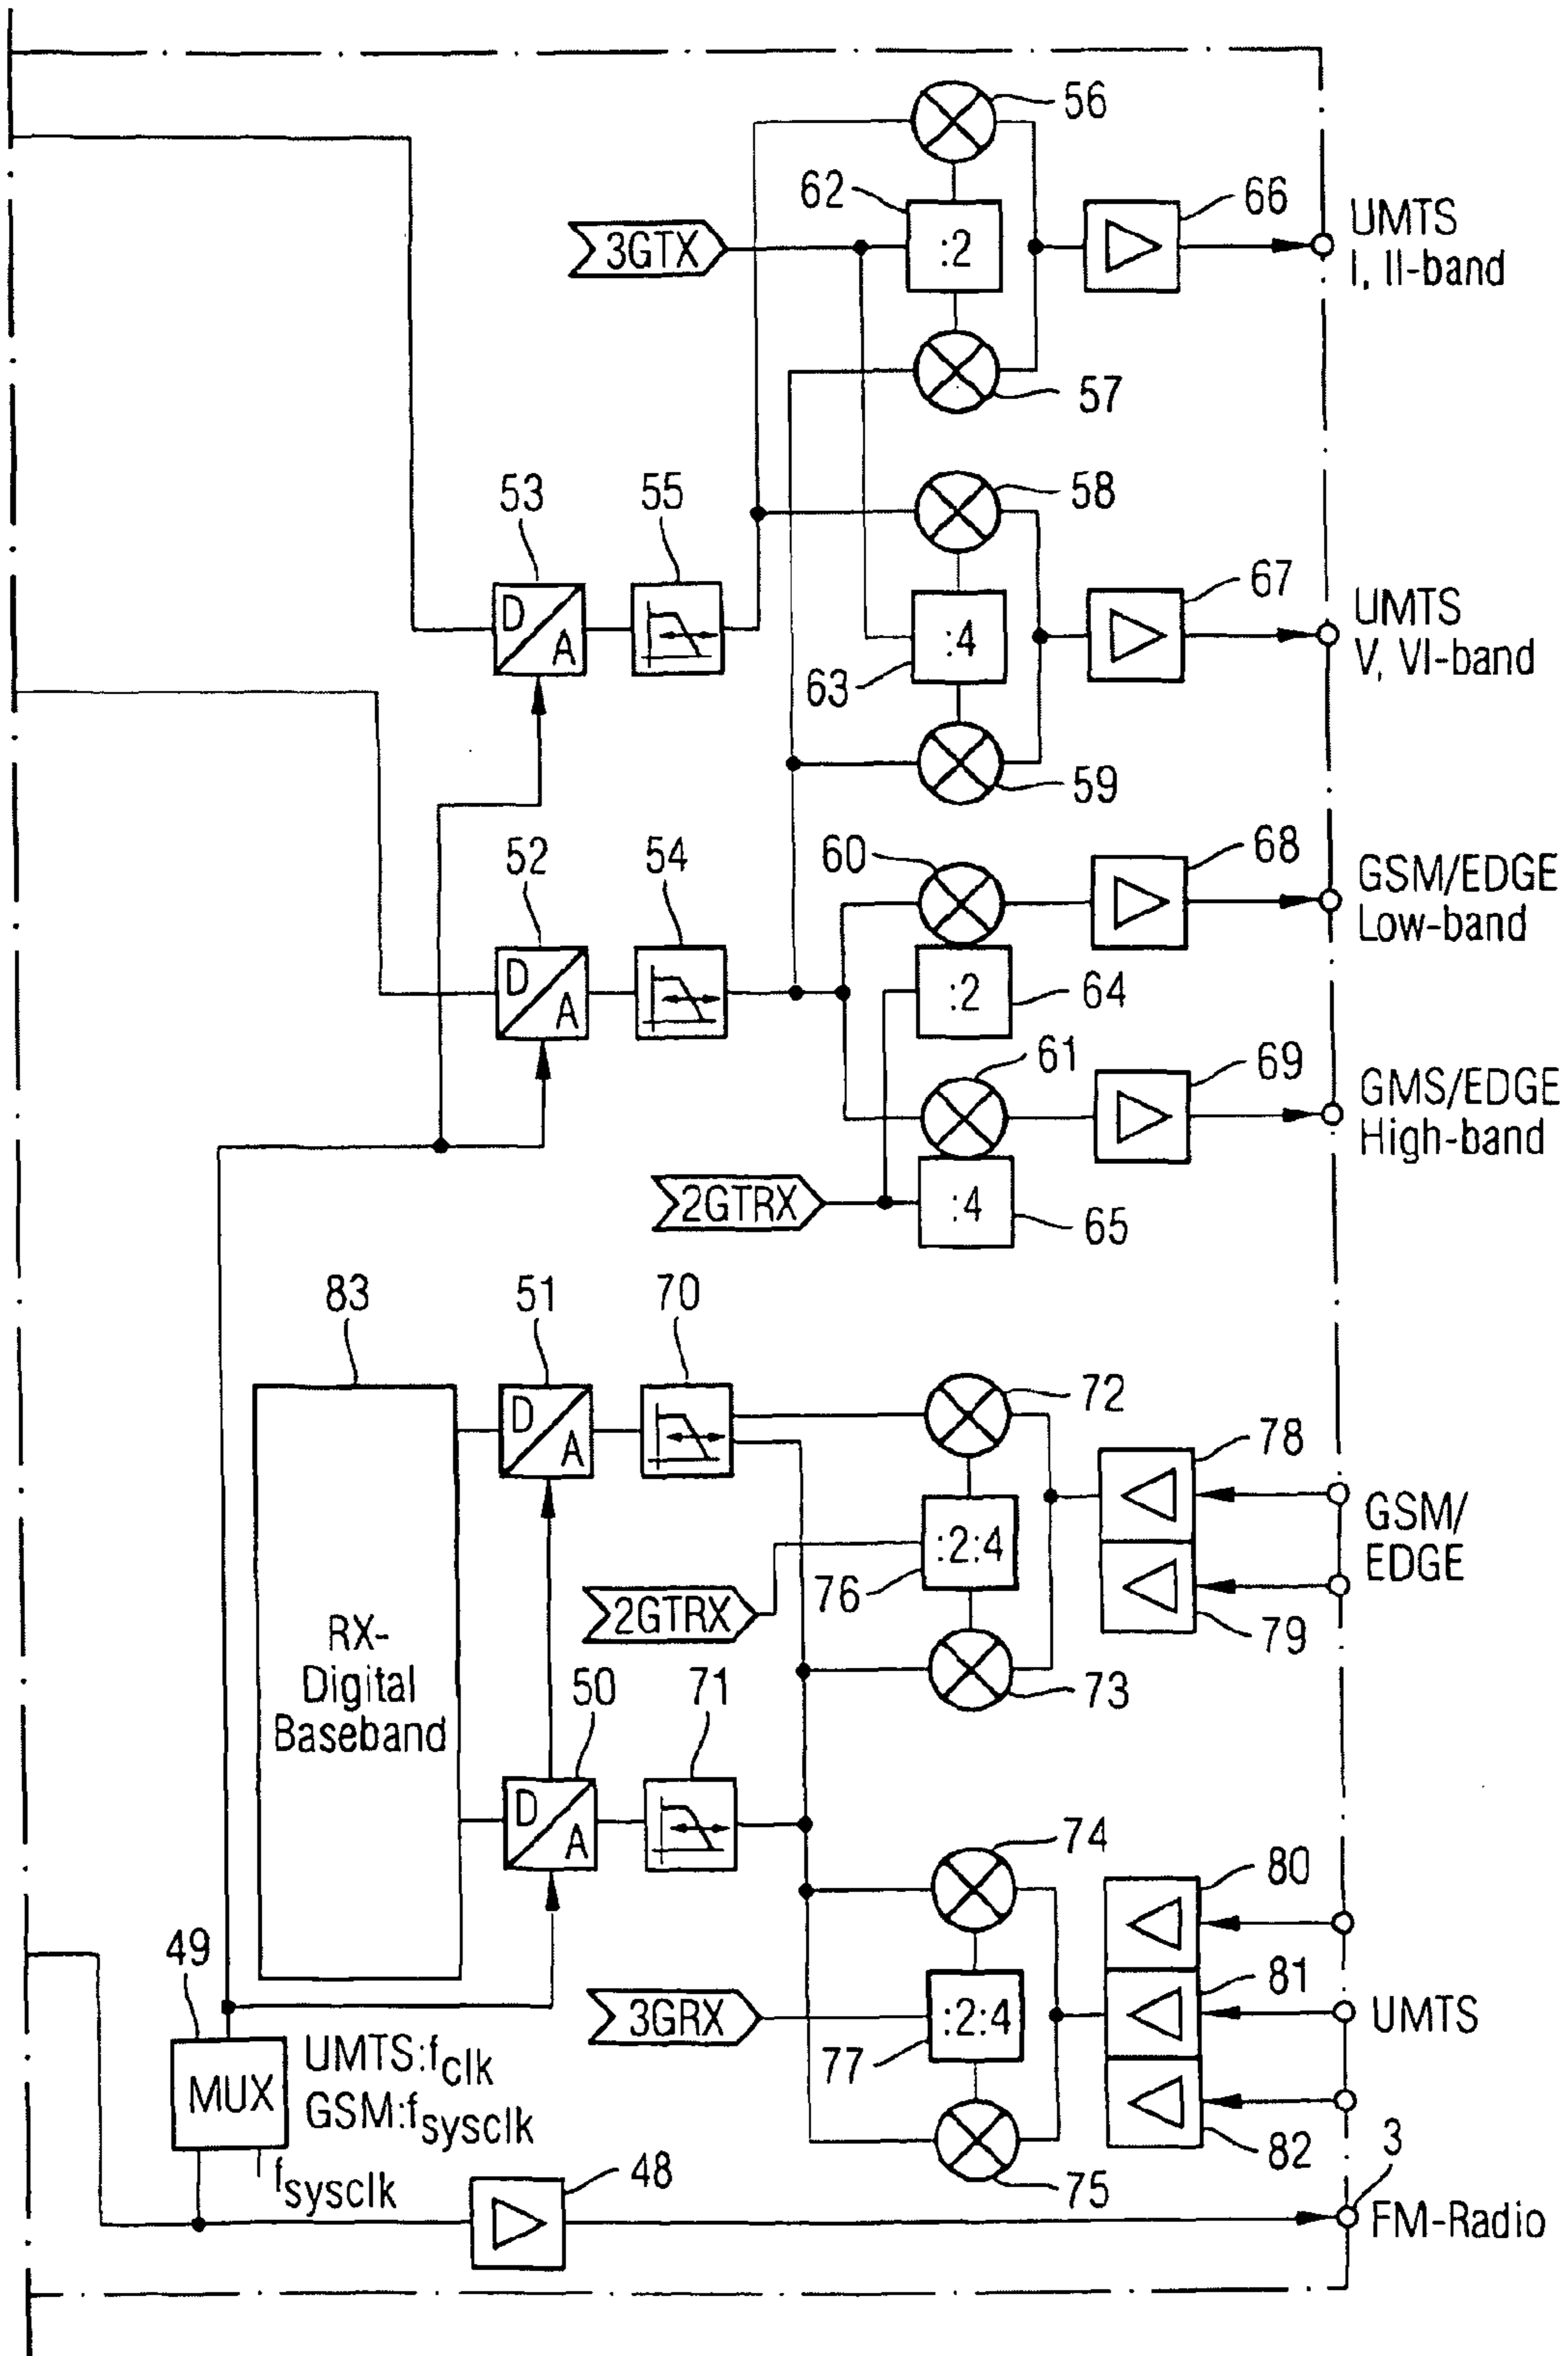 56
62
66
UMTS
I, II-band
3GTX
:2
57
53
55
58
67
UMTS
V, VI-band
D
A
:4
63
59
52
54
60
68
GSM/EDGE
Low-band
D
A
:2
64
61
69
GMS/EDGE
High-band
2GTRX
:4
65
83
51
70
72
D
A
78
GSM/
EDGE
:2:4
76
2GTRX
79
RX-
Digital
Baseband
50
71
73
D
A
74
80
49
81
3GRX
:2:4
UMTS
77
MUX
UMTS:fclk
GSM:fsysclk
82
3
fsysclk
48
75
FM-Radio